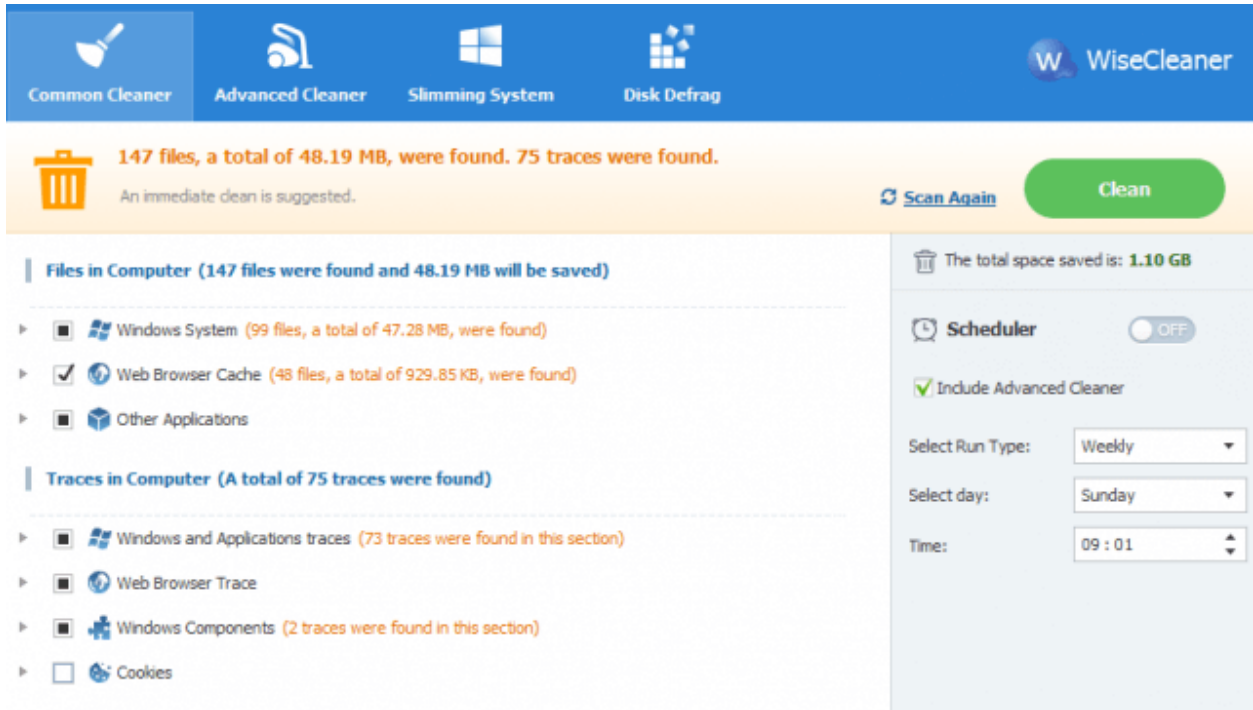 Common Cleaner
Advanced Cleaner
Slimming System
Disk Defrag
W WiseCleaner
147 files, a total of 48.19 MB, were found. 75 traces were found.
An immediate clean is suggested.
Scan Again
Clean
Files in Computer (147 files were found and 48.19 MB will be saved)
Windows System (99 files, a total of 47.28 MB, were found)
Web Browser Cache (48 files, a total of 929.85 KB, were found)
Other Applications
Traces in Computer (A total of 75 traces were found)
Windows and Applications traces (73 traces were found in this section)
Web Browser Trace
Windows Components (2 traces were found in this section)
Cookies
The total space saved is: 1.10 GB
Scheduler OFF
Include Advanced Cleaner
Select Run Type: Weekly
Select day: Sunday
Time: 09 : 01